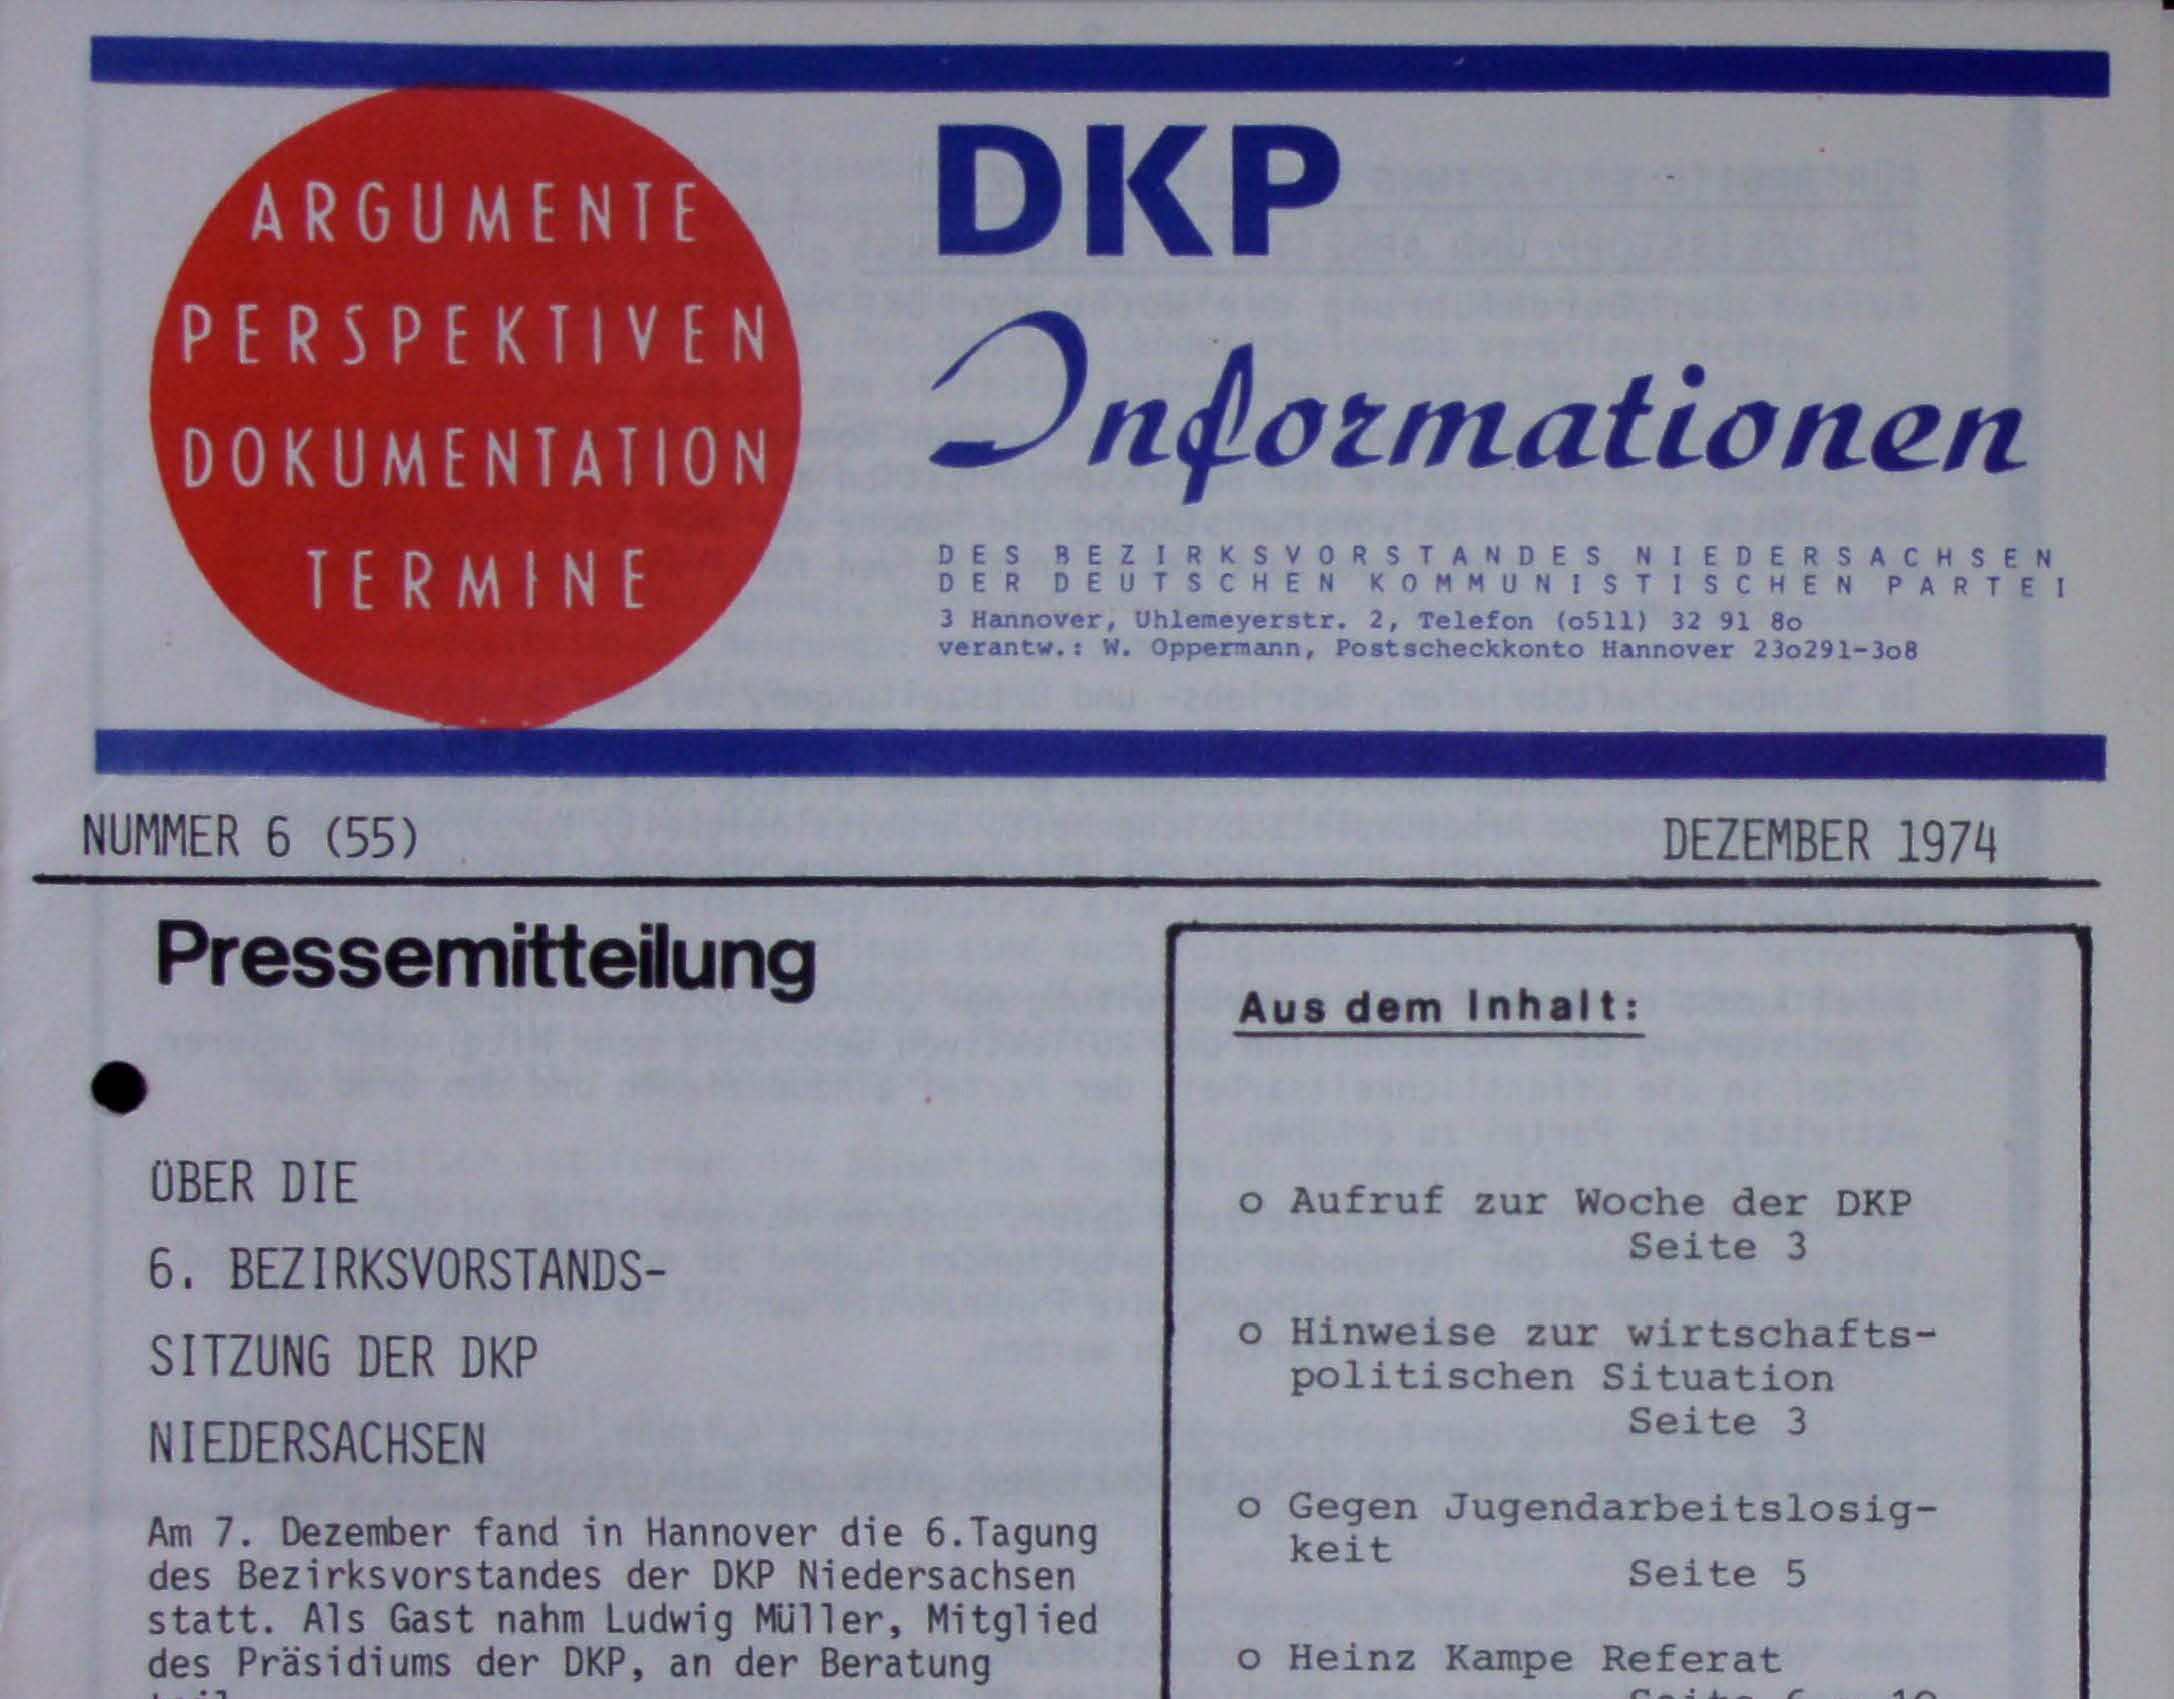 ARGUMENTE
PERSPEKTIVEN
DOKUMENTATION
TERMINE
DKP
Informationen
DES BEZIRKSVORSTANDES NIEDERSACHSEN
DER DEUTSCHEN KOMMUNISTISCHEN PARTEI
3 Hannover, Uhlemeyerstr. 2, Telefon (o511) 32 91 8o
verantw.: W. Oppermann, Postscheckkonto Hannover 23o291-3o8
NUMMER 6 (55)
DEZEMBER 1974
Pressemitteilung
ÜBER DIE
6. BEZIRKSVORSTANDS-
SITZUNG DER DKP
NIEDERSACHSEN
Am 7. Dezember fand in Hannover die 6.Tagung
des Bezirksvorstandes der DKP Niedersachsen
statt. Als Gast nahm Ludwig Müller, Mitglied
des Präsidiums der DKP, an der Beratung
Aus dem Inhalt:
o Aufruf zur Woche der DKP
Seite 3
o Hinweise zur wirtschafts-
politischen Situation
Seite 3
o Gegen Jugendarbeitslosig-
keit
Seite 5
o Heinz Kampe Referat